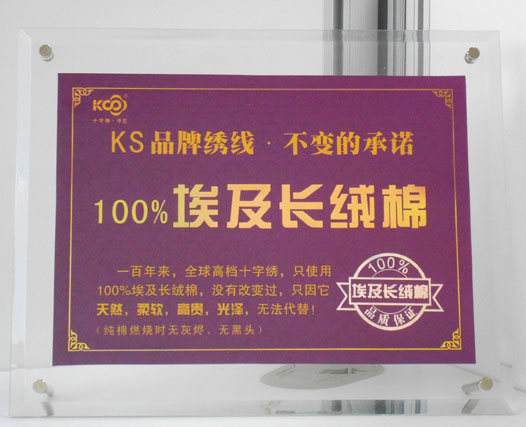 KS
®
十字绣·专家
KS品牌绣线·不变的承诺
100%埃及长绒棉
一百年来，全球高档十字绣，只使用
100%埃及长绒棉，没有改变过，只因它
天然，柔软，高贵，光泽，无法代替！
（纯棉燃烧时无灰烬、无黑头）
100%
埃及长绒棉
品质保证